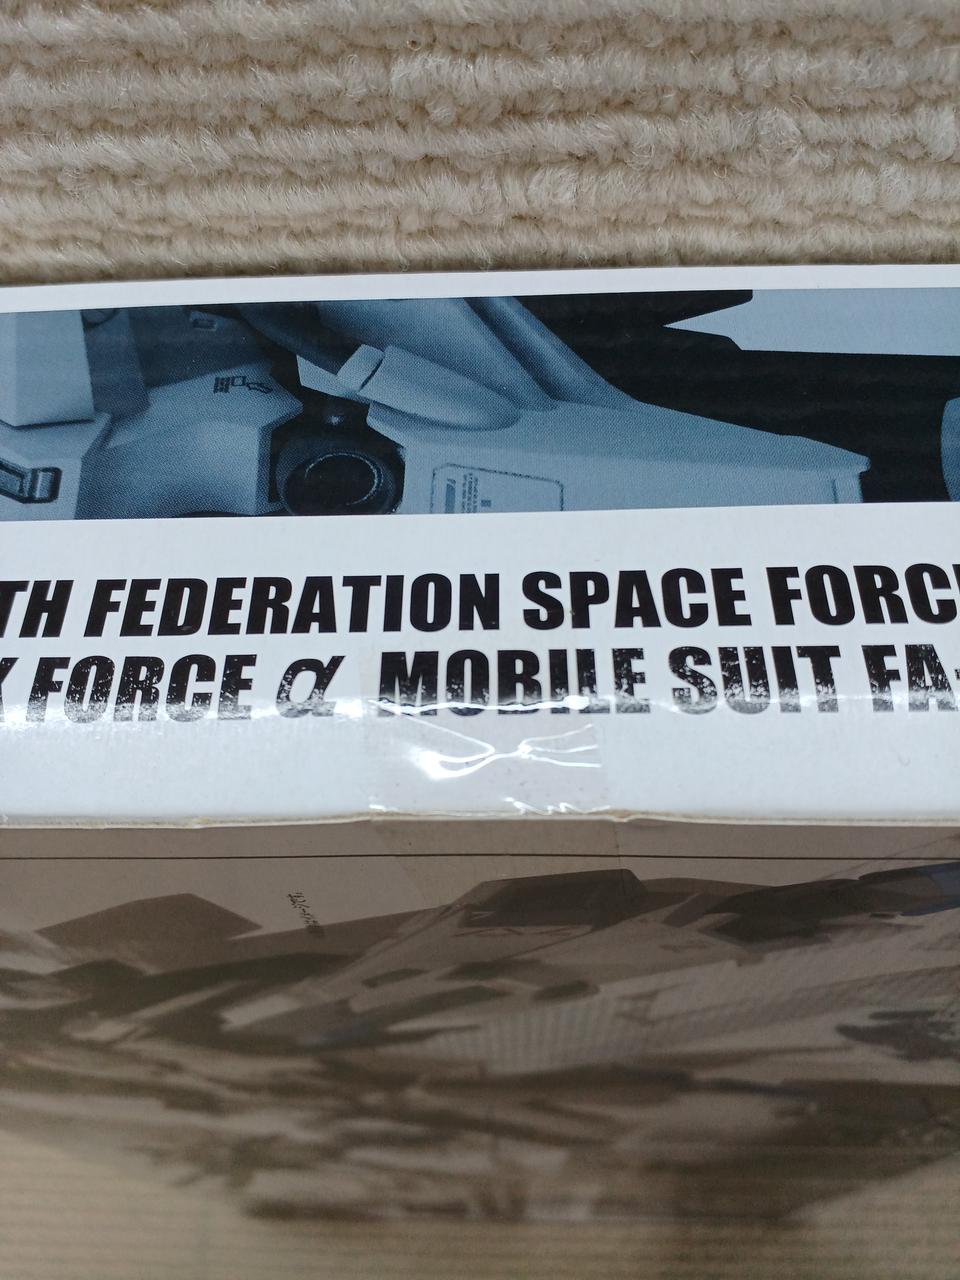 TH FEDERATION SPACE FORC
FORCE α MOBILE SUIT FA-